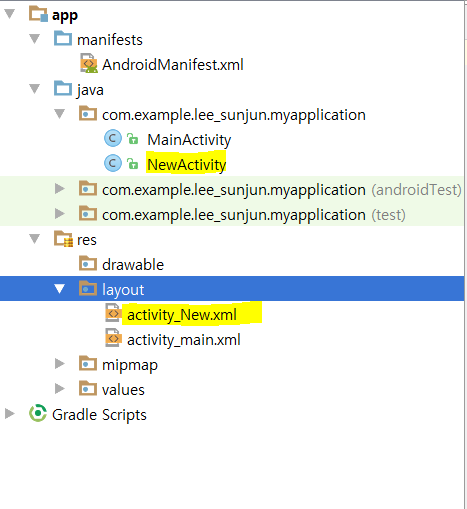 app
manifests
AndroidManifest.xml
java
com.example.lee_sunjun.myapplication
MainActivity
NewActivity
com.example.lee_sunjun.myapplication (androidTest)
com.example.lee_sunjun.myapplication (test)
res
drawable
layout
activity_New.xml
activity_main.xml
mipmap
values
Gradle Scripts